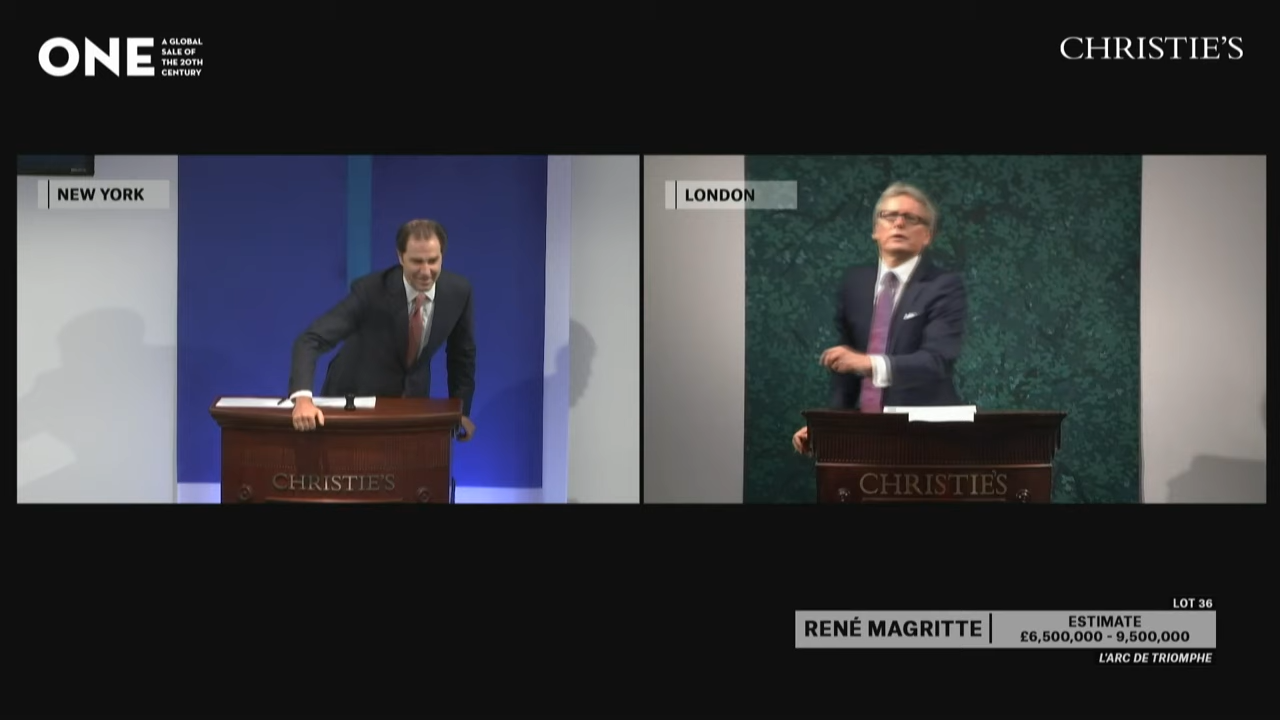 ONE
A GLOBAL
SALE OF
THE 20TH
CENTURY
CHRISTIE'S
NEW YORK
LONDON
CHRISTIE'S
CHRISTIE'S
LOT 36
RENÉ MAGRITTE
ESTIMATE
£6,500,000 - 9,500,000
L'ARC DE TRIOMPHE